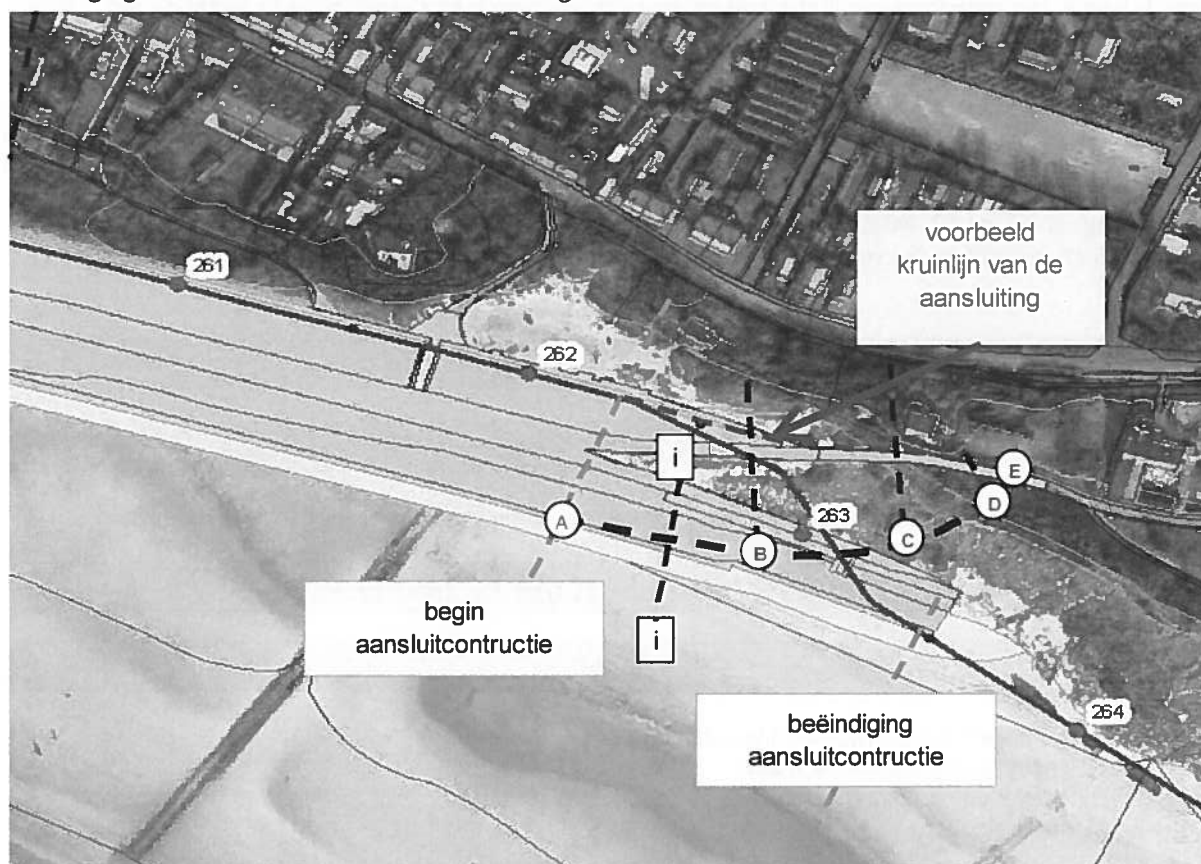 261
262
voorbeeld
kruinlijn van de
aansluiting
i
A
B
263
C
D
E
begin
aansluitcontructie
i
beëindiging
aansluitcontructie
264